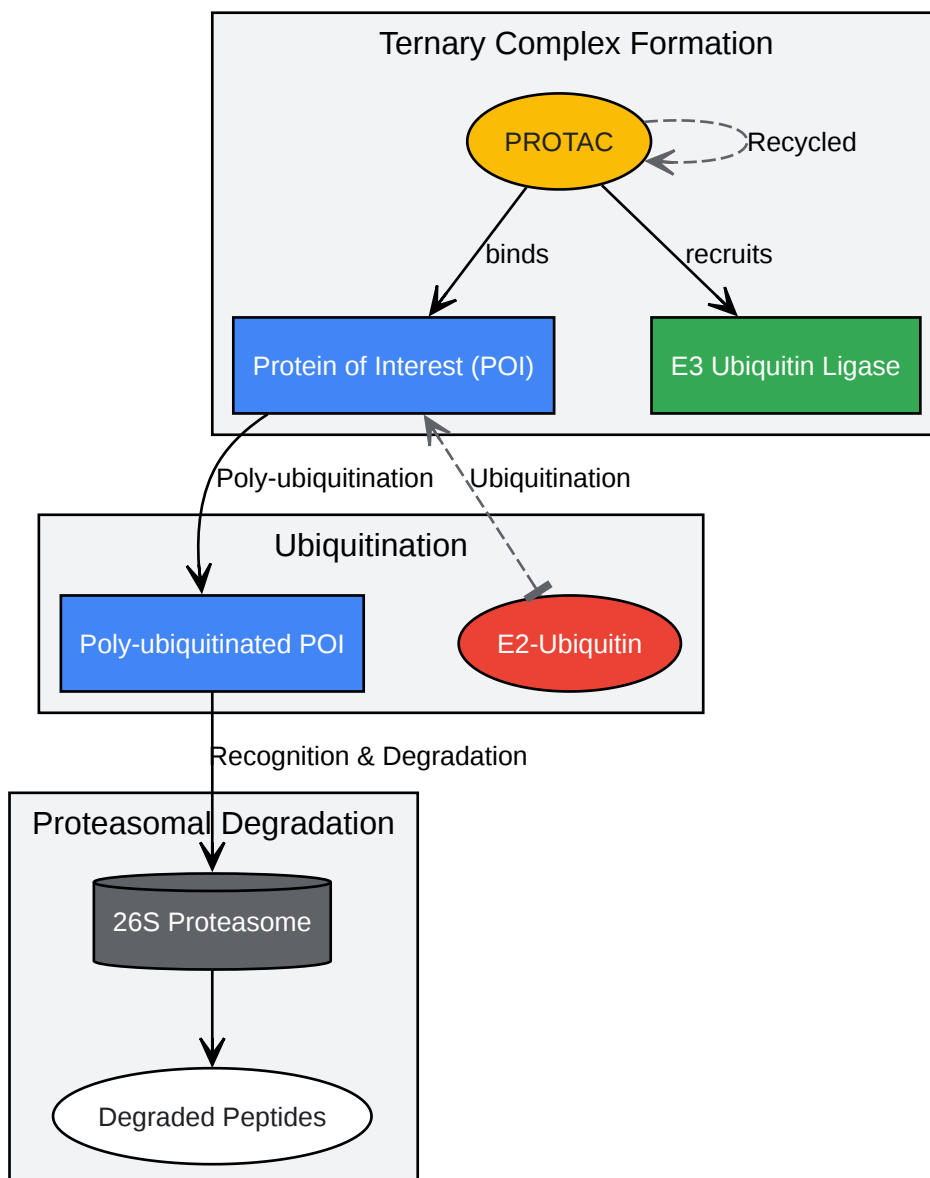 Ternary Complex Formation
PROTAC
Recycled
binds
recruits
Protein of Interest (POI)
E3 Ubiquitin Ligase
Poly-ubiquitination
Ubiquitination
Ubiquitination
Poly-ubiquitinated POI
E2-Ubiquitin
Recognition & Degradation
Proteasomal Degradation
26S Proteasome
Degraded Peptides